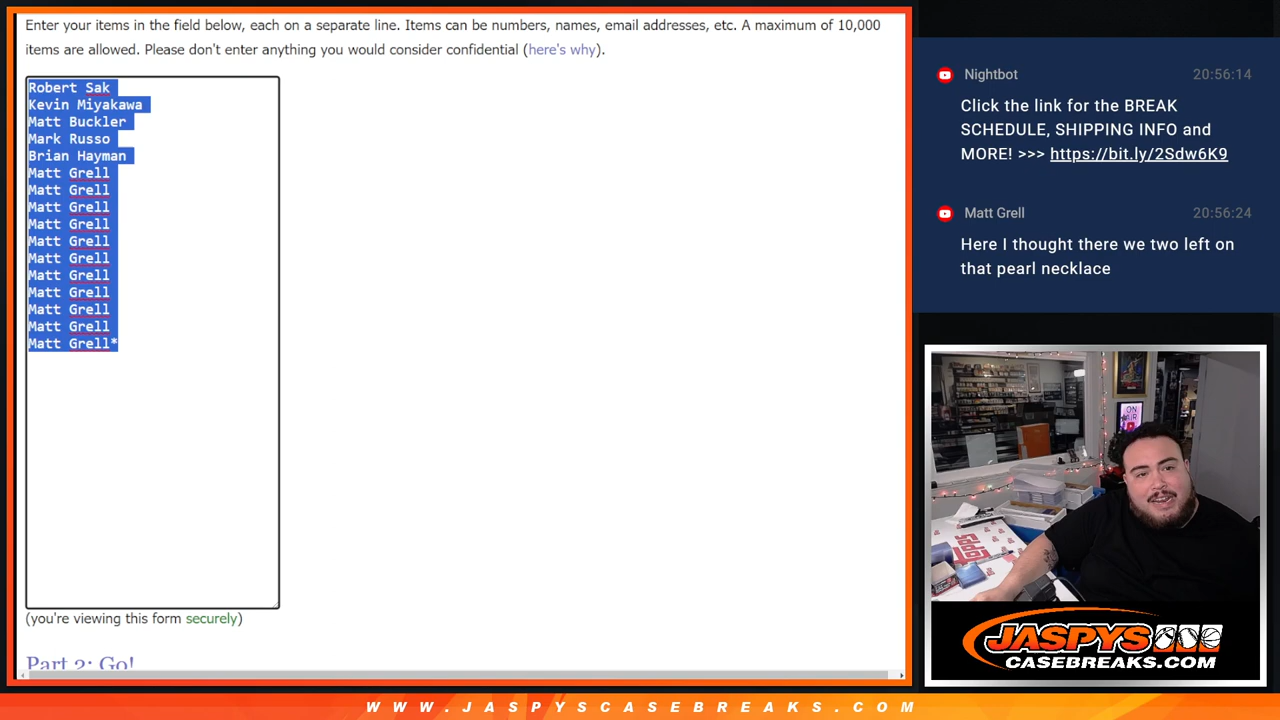 Enter your items in the field below, each on a separate line. Items can be numbers, names, email addresses, etc. A maximum of 10,000
items are allowed. Please don't enter anything you would consider confidential (here's why).
Robert Sak
Kevin Miyakawa
Matt Buckler
Mark Russo
Brian Hayman
Matt Grell
Matt Grell
Matt Grell
Matt Grell
Matt Grell
Matt Grell
Matt Grell
Matt Grell
Matt Grell
Matt Grell
Matt Grell*
(you're viewing this form securely)
Part 2: Go!
Nightbot 20:56:14
Click the link for the BREAK
SCHEDULE, SHIPPING INFO and
MORE! >>> https://bit.ly/2Sdw6K9
Matt Grell 20:56:24
Here I thought there we two left on
that pearl necklace
ON
AIR
TOPPS
JASPYS
CASEBREAKS.COM
WWW.JASPYSCASEBREAKS.COM